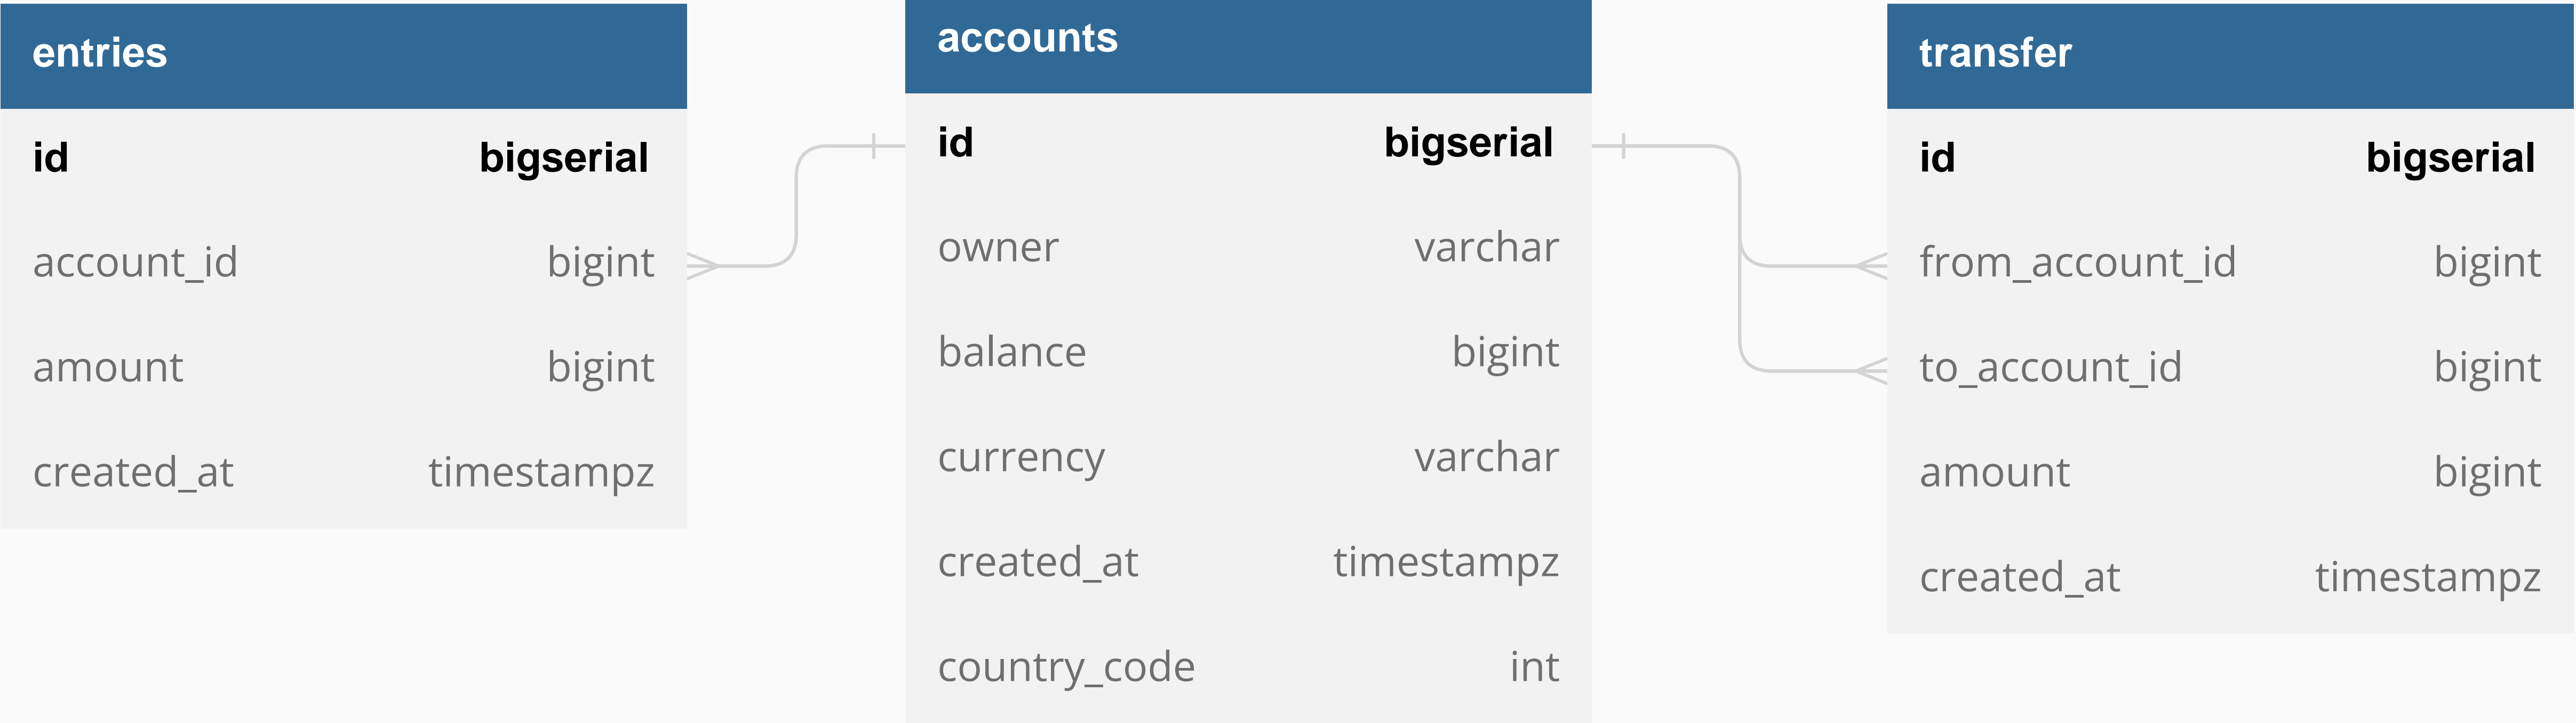 entries
id bigserial
account_id bigint
amount bigint
created_at timestampz
accounts
id bigserial
owner varchar
balance bigint
currency varchar
created_at timestampz
country_code int
transfer
id bigserial
from_account_id bigint
to_account_id bigint
amount bigint
created_at timestampz